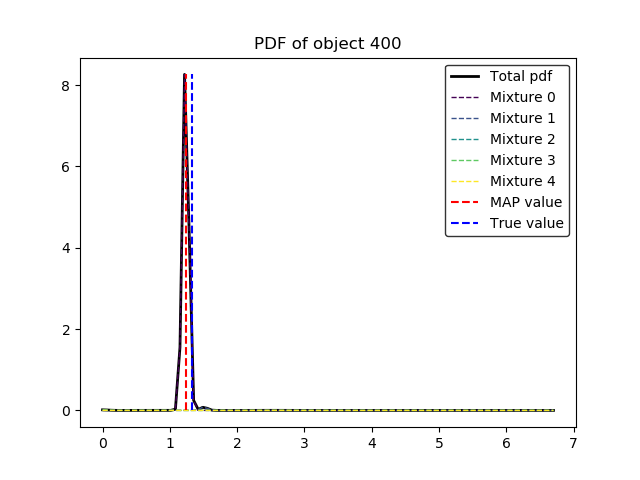 PDF of object 400
8
6
4
2
0
0 1 2 3 4 5 6 7
Total pdf
Mixture 0
Mixture 1
Mixture 2
Mixture 3
Mixture 4
MAP value
True value